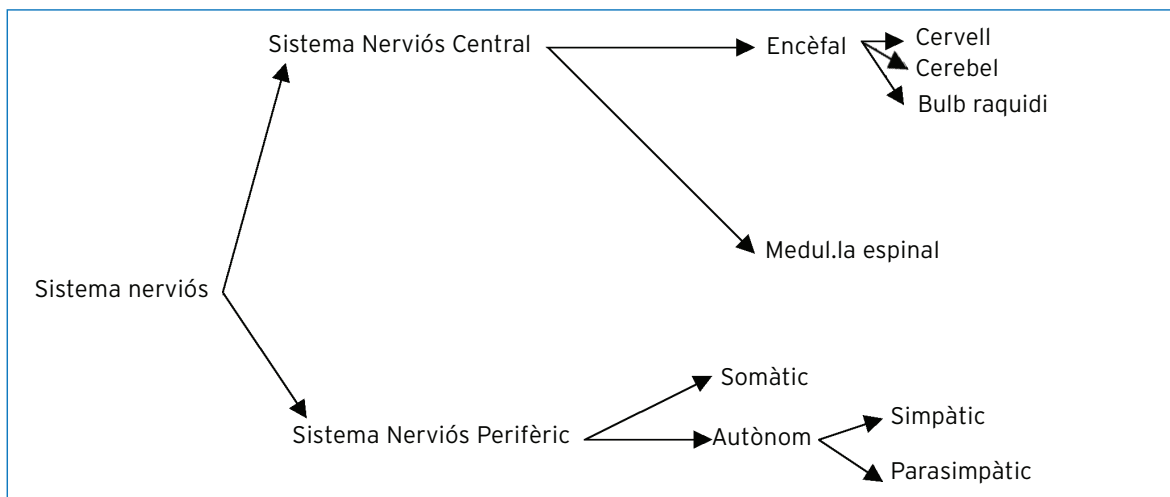 Sistema Nerviós Central
Encèfal
Cervell
Cerebel
Bulb raquidi
Medul.la espinal
Sistema nerviós
Somàtic
Sistema Nerviós Perifèric
Autònom
Simpàtic
Parasimpàtic